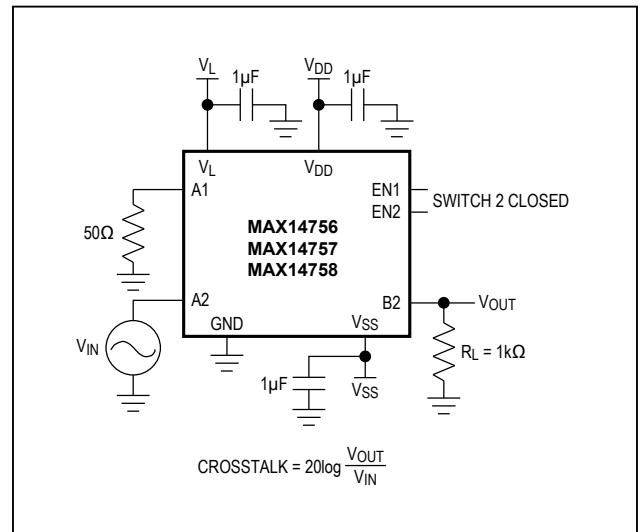 VL 1µF VDD 1µF
VL VDD
A1 EN1
SWITCH 2 CLOSED
EN2
50Ω
MAX14756
MAX14757
MAX14758
A2 B2 VOUT
GND VSS
VIN RL = 1kΩ
1µF VSS
CROSSTALK = 20log VOUT
VIN